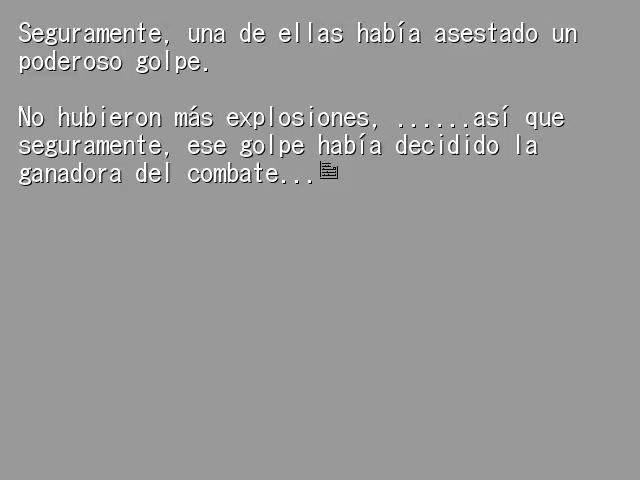 Seguramente, una de ellas había asestado un
poderoso golpe.
No hubieron más explosiones, ......así que
seguramente, ese golpe había decidido la
ganadora del combate...